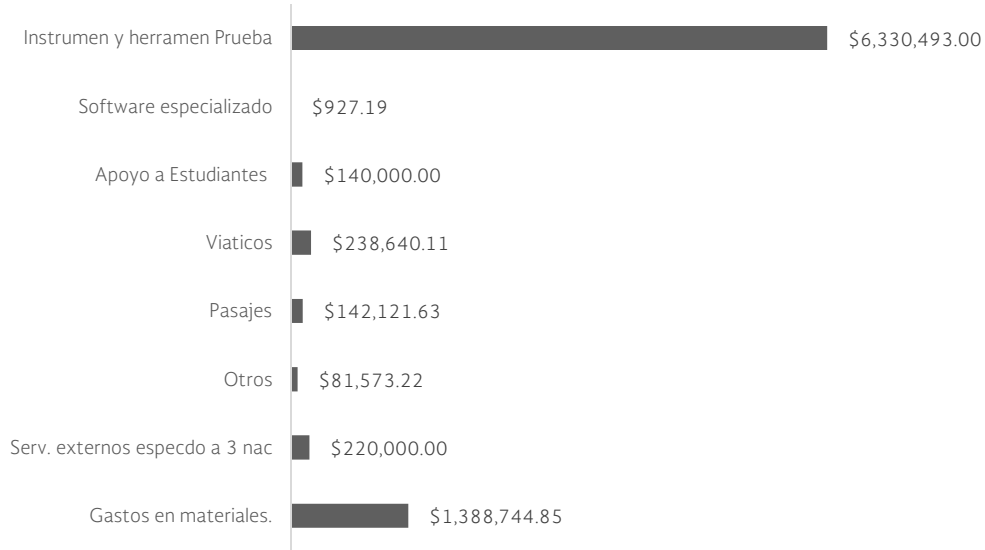 Instrumen y herramen Prueba $6,330,493.00
Software especializado $927.19
Apoyo a Estudiantes $140,000.00
Viaticos $238,640.11
Pasajes $142,121.63
Otros $81,573.22
Serv. externos especdo a 3 nac $220,000.00
Gastos en materiales. $1,388,744.85